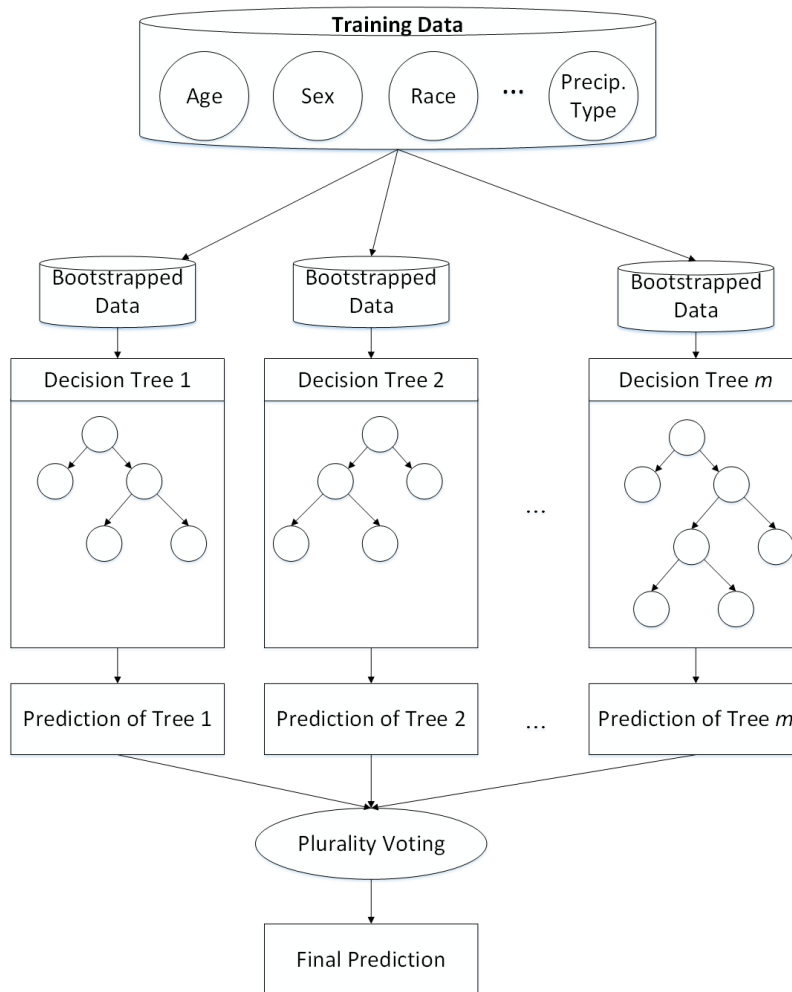 Training Data
Age
Sex
Race
...
Precip.
Type
Bootstrapped
Data
Bootstrapped
Data
Bootstrapped
Data
Decision Tree 1
Decision Tree 2
Decision Tree m
...
Prediction of Tree 1
Prediction of Tree 2
...
Prediction of Tree m
Plurality Voting
Final Prediction